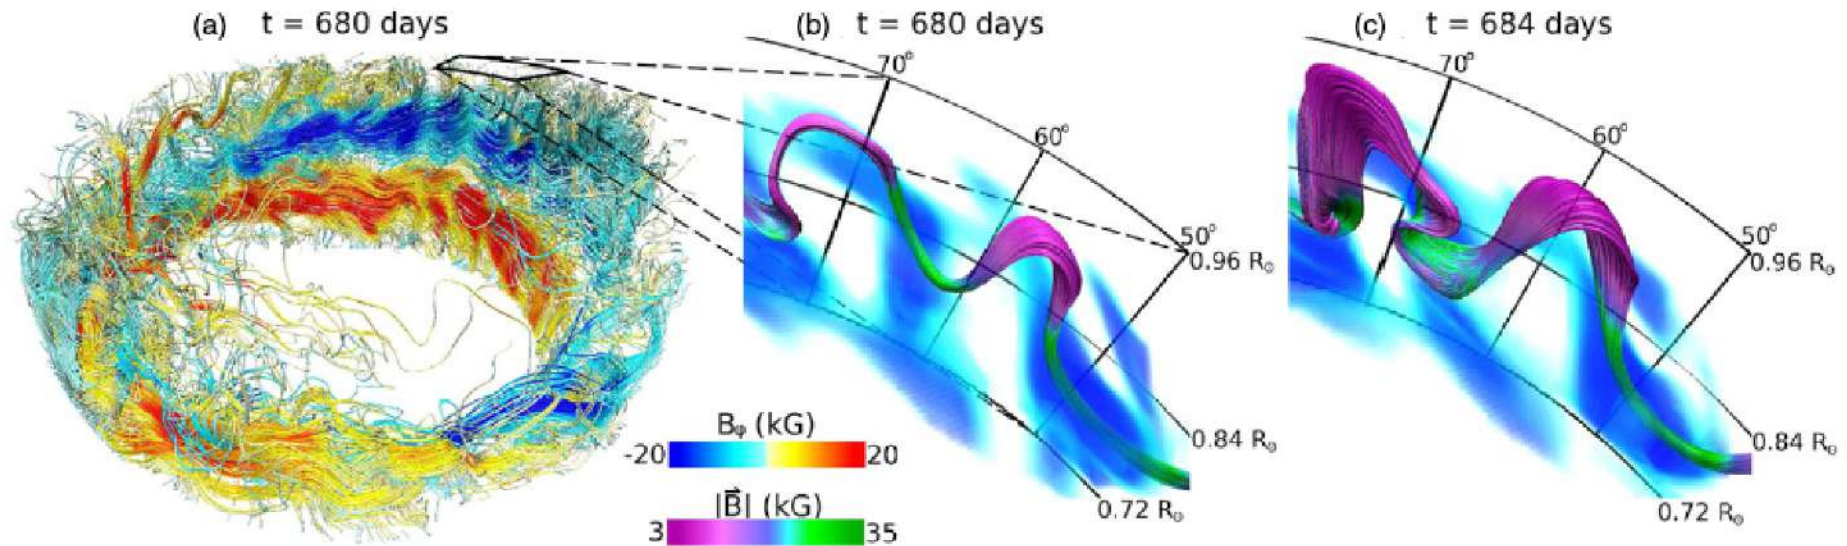 (a) t = 680 days
(b) t = 680 days
(c) t = 684 days
70°
60°
50°
0.96 R⊙
0.84 R⊙
0.72 R⊙
70°
60°
50°
0.96 R⊙
0.84 R⊙
0.72 R⊙
Bφ (kG)
-20 20
|B⃗| (kG)
3 35